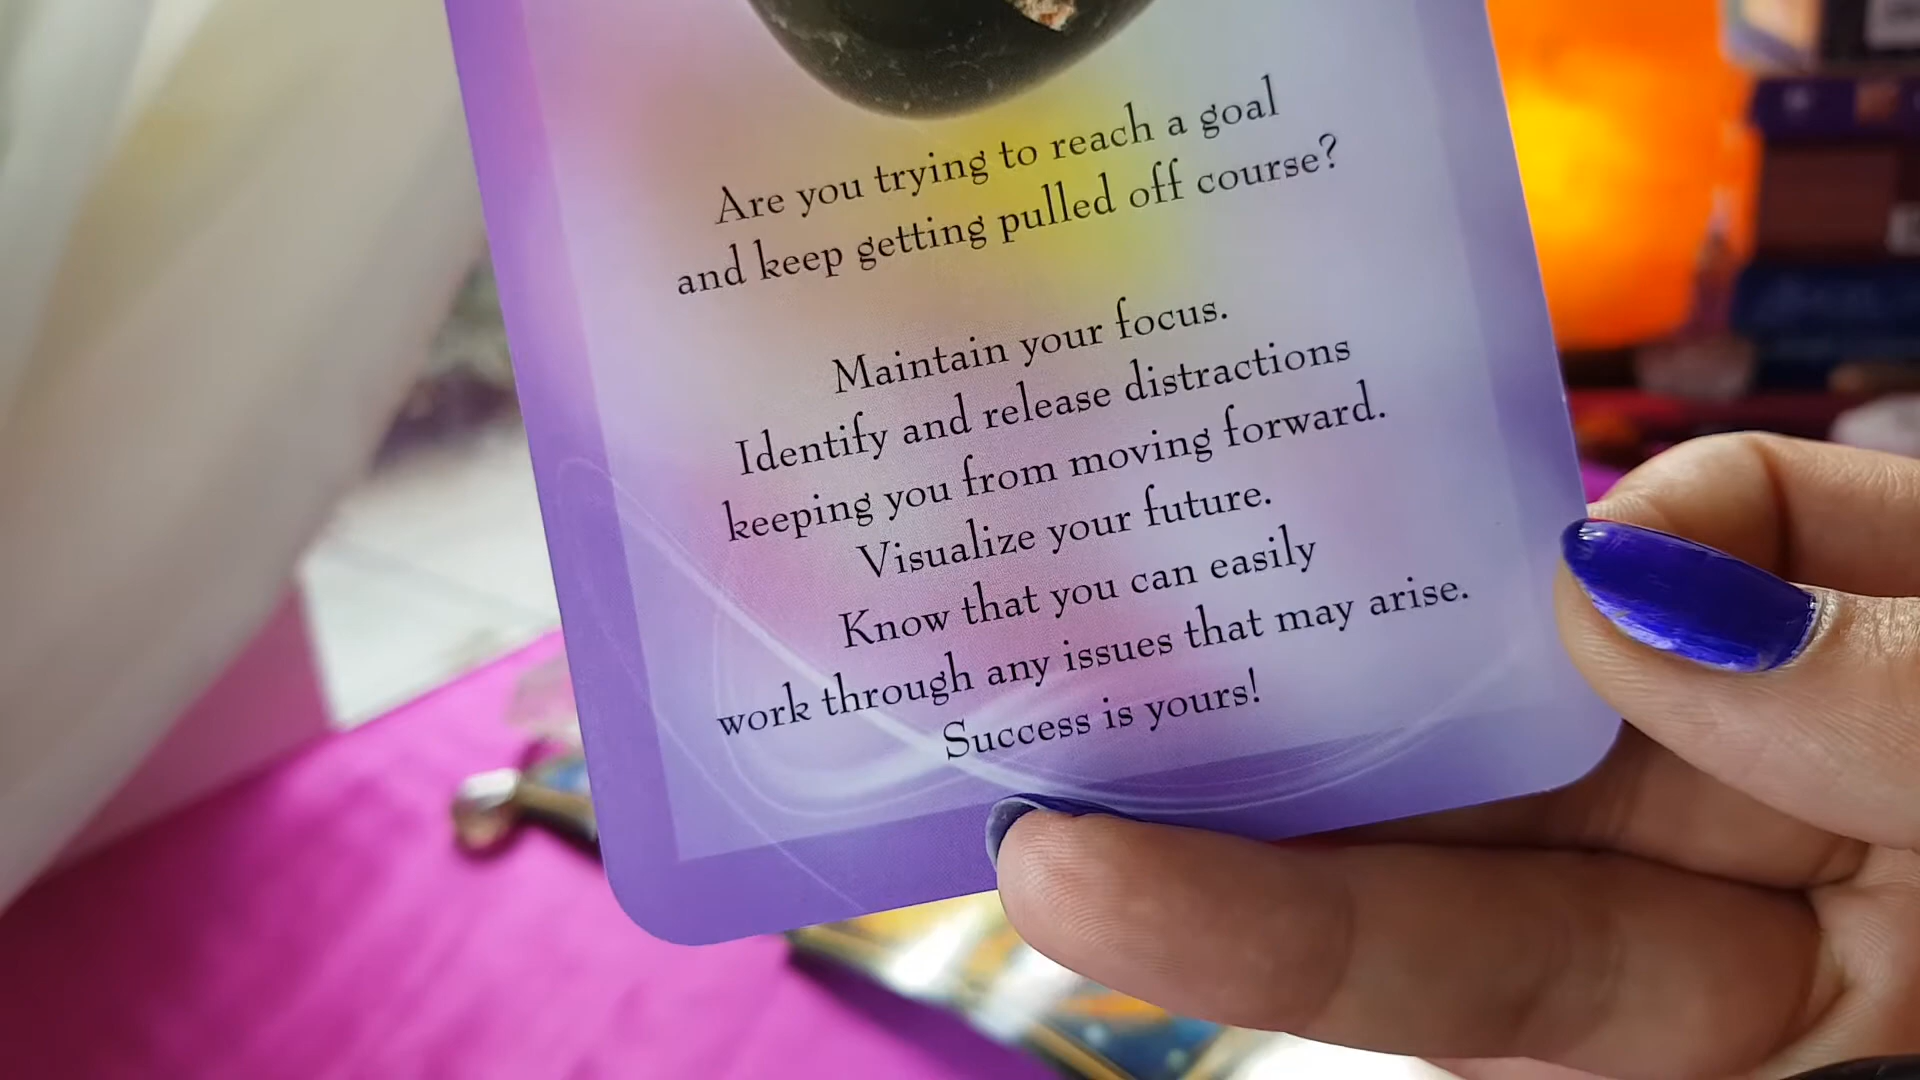 Are you trying to reach a goal
and keep getting pulled off course?
Maintain your focus.
Identify and release distractions
keeping you from moving forward.
Visualize your future.
Know that you can easily
work through any issues that may arise.
Success is yours!